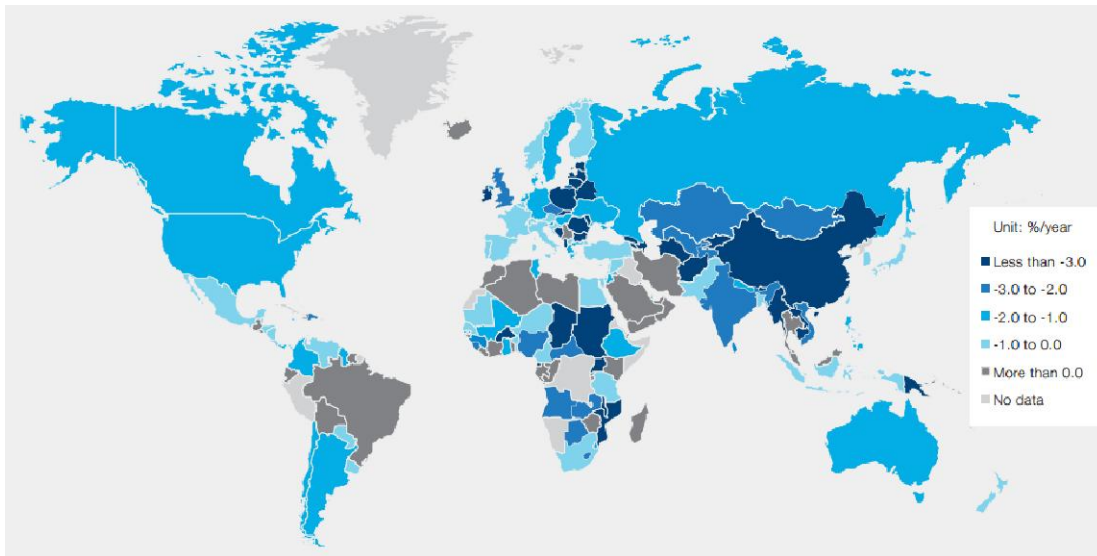 Unit: %/year
Less than -3.0
-3.0 to -2.0
-2.0 to -1.0
-1.0 to 0.0
More than 0.0
No data